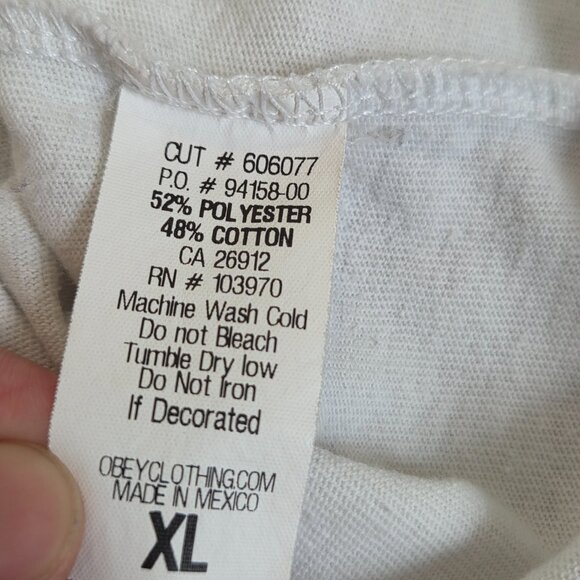 CUT # 606077
P.O. # 94158-00
52% POLYESTER
48% COTTON
CA 26912
RN # 103970
Machine Wash Cold
Do not Bleach
Tumble Dry low
Do Not Iron
If Decorated
OBEYCLOTHING.COM
MADE IN MEXICO
XL